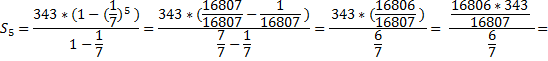 S₅ = (343 * (1 − (1/7)⁵ )) / (1 − 1/7) = (343 * (16807/16807 − 1/16807 )) / (7/7 − 1/7) = (343 * (16806/16807)) / (6/7) = ((16806 * 343)/16807) / (6/7) =